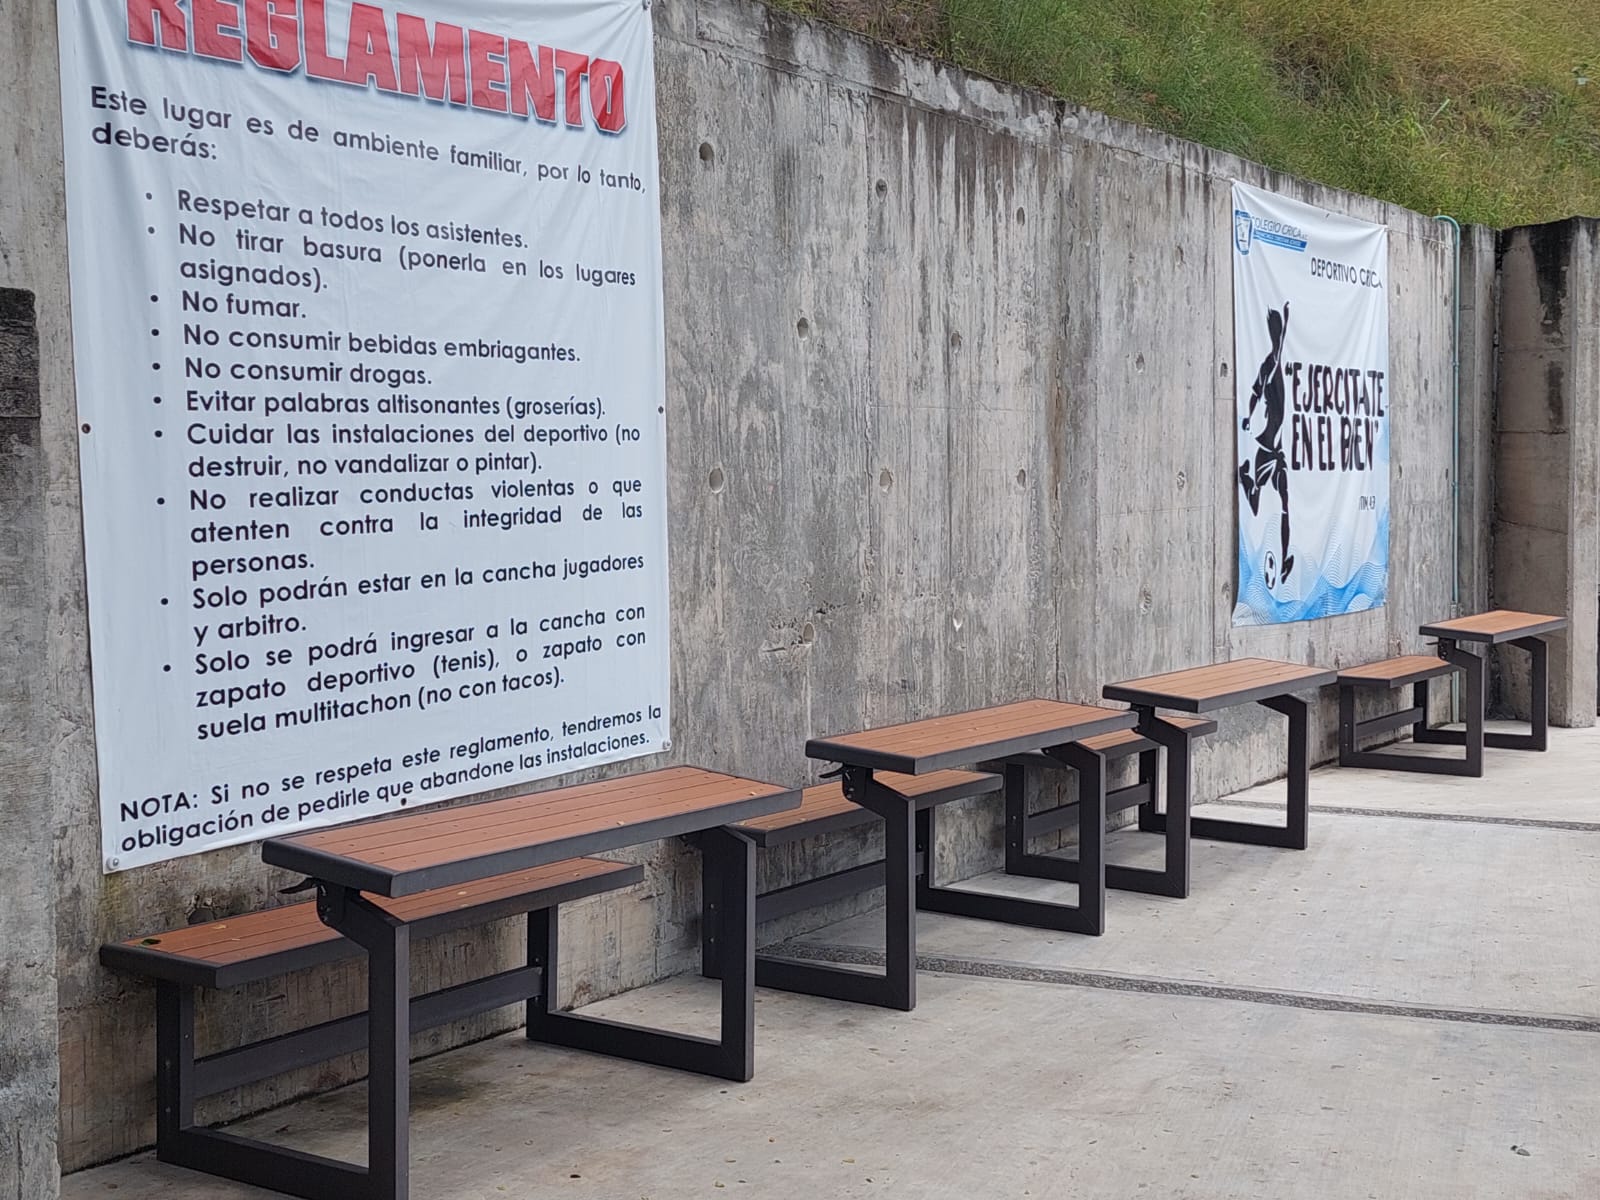 REGLAMENTO
Este lugar es de ambiente familiar, por lo tanto,
deberás:
• Respetar a todos los asistentes.
• No tirar basura (ponerla en los lugares
asignados).
• No fumar.
• No consumir bebidas embriagantes.
• No consumir drogas.
• Evitar palabras altisonantes (groserías).
• Cuidar las instalaciones del deportivo (no
destruir, no vandalizar o pintar).
• No realizar conductas violentas o que
atenten contra la integridad de las
personas.
• Solo podrán estar en la cancha jugadores
y arbitro.
• Solo se podrá ingresar a la cancha con
zapato deportivo (tenis), o zapato con
suela multitachon (no con tacos).
NOTA: Si no se respeta este reglamento, tendremos la
obligación de pedirle que abandone las instalaciones.
COLEGIO CRICA
DEPORTIVO CRICA
"EJERCITATE
EN EL BIEN"